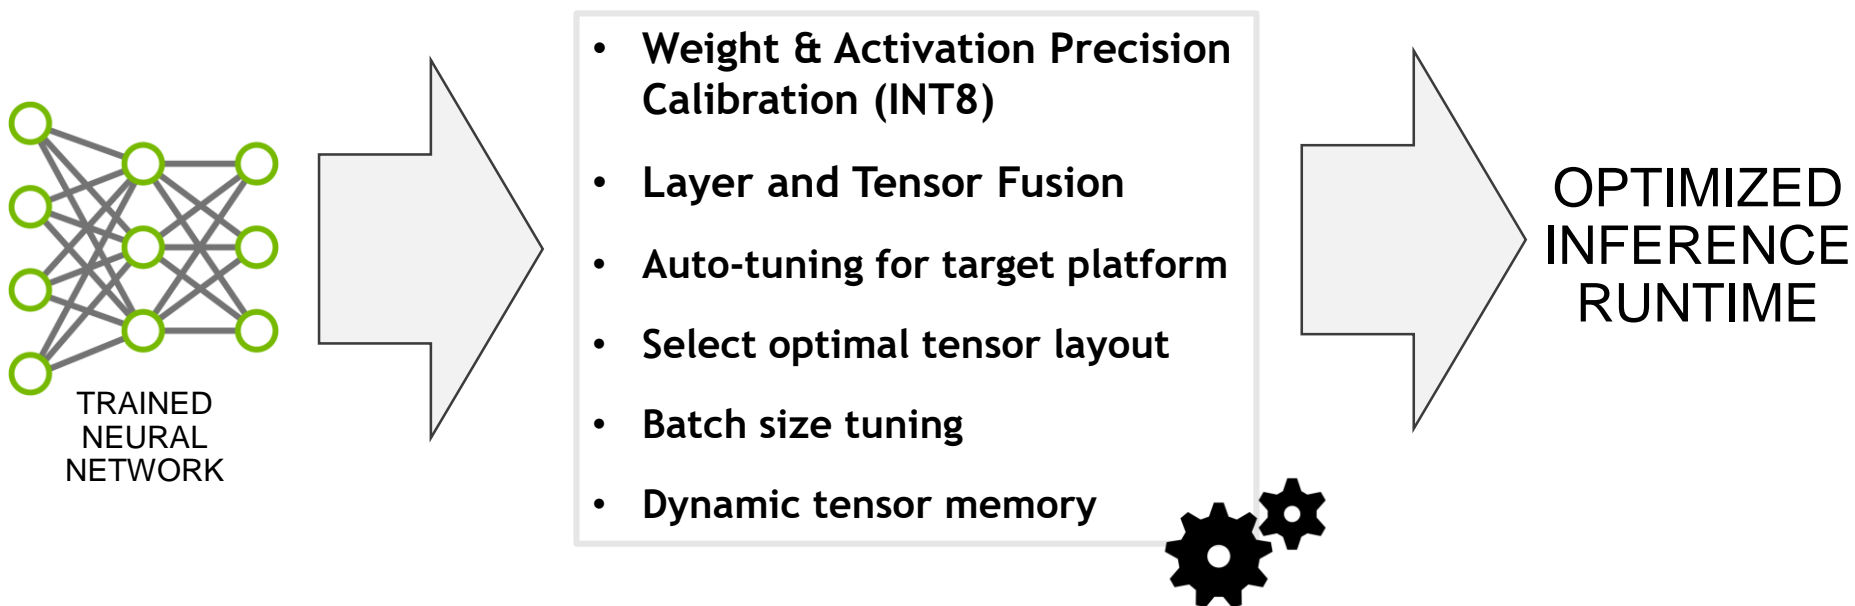 TRAINED
NEURAL
NETWORK
• Weight & Activation Precision
Calibration (INT8)
• Layer and Tensor Fusion
• Auto-tuning for target platform
• Select optimal tensor layout
• Batch size tuning
• Dynamic tensor memory
OPTIMIZED
INFERENCE
RUNTIME